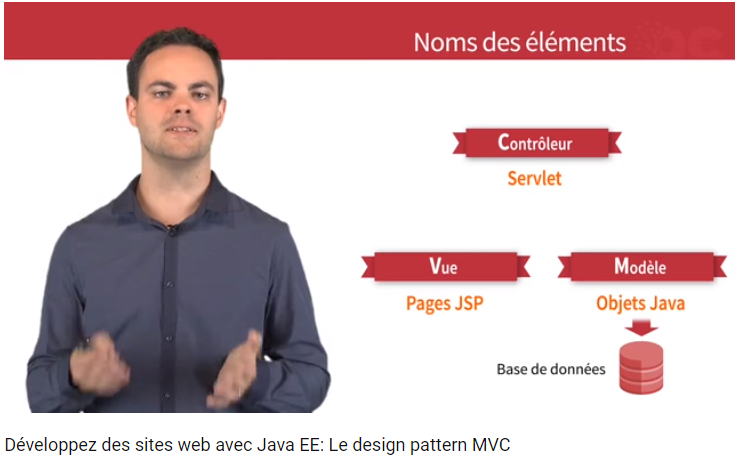 Noms des éléments
Contrôleur
Servlet
Vue
Modèle
Pages JSP
Objets Java
Base de données
Développez des sites web avec Java EE: Le design pattern MVC